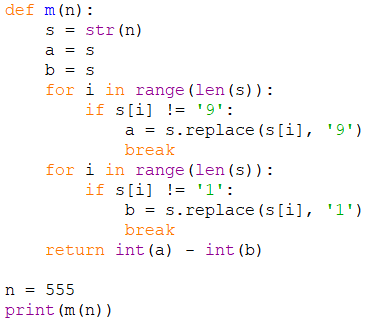 def m(n):
    s = str(n)
    a = s
    b = s
    for i in range(len(s)):
        if s[i] != '9':
            a = s.replace(s[i], '9')
            break
    for i in range(len(s)):
        if s[i] != '1':
            b = s.replace(s[i], '1')
            break
    return int(a) - int(b)

n = 555
print(m(n))